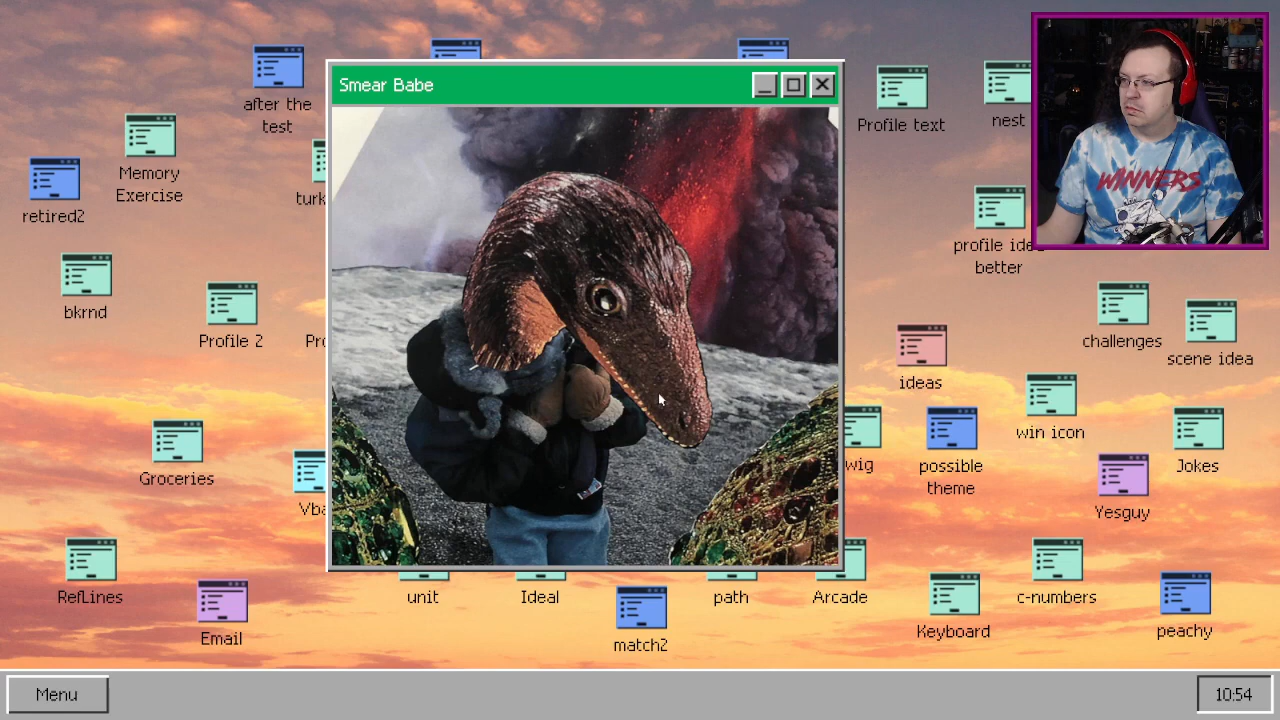 Smear Babe
after the
test
Profile text
nest
Memory
Exercise
WINNERS
retired2
turk
profile ide
better
bkrnd
Profile 2
Pro
challenges
scene idea
ideas
win icon
Groceries
wig
possible
theme
Jokes
Vba
Yesguy
RefLines
unit
Ideal
path
Arcade
c-numbers
Email
match2
Keyboard
peachy
Menu
10:54